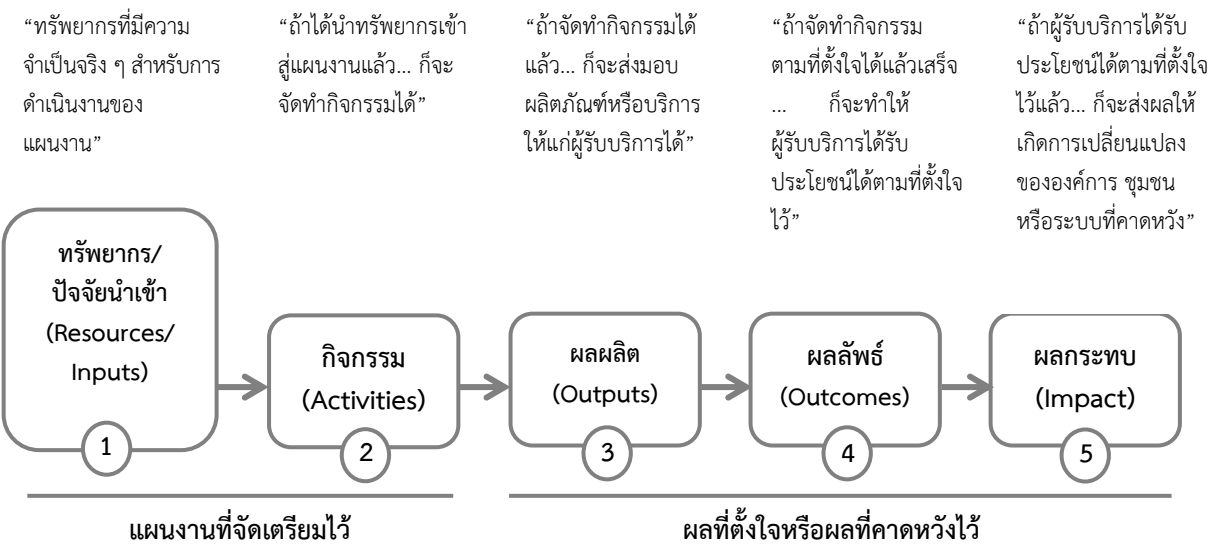 “ทรัพยากรที่มีความ
จำเป็นจริง ๆ สำหรับการ
ดำเนินงานของ
แผนงาน”
“ถ้าได้นำทรัพยากรเข้า
สู่แผนงานแล้ว... ก็จะ
จัดทำกิจกรรมได้”
“ถ้าจัดทำกิจกรรมได้
แล้ว... ก็จะส่งมอบ
ผลิตภัณฑ์หรือบริการ
ให้แก่ผู้รับบริการได้”
“ถ้าจัดทำกิจกรรม
ตามที่ตั้งใจได้แล้วเสร็จ
... ก็จะทำให้
ผู้รับบริการได้รับ
ประโยชน์ได้ตามที่ตั้งใจ
ไว้”
“ถ้าผู้รับบริการได้รับ
ประโยชน์ได้ตามที่ตั้งใจ
ไว้แล้ว... ก็จะส่งผลให้
เกิดการเปลี่ยนแปลง
ขององค์การ ชุมชน
หรือระบบที่คาดหวัง”
ทรัพยากร/
ปัจจัยนำเข้า
(Resources/
Inputs)
1
กิจกรรม
(Activities)
2
ผลผลิต
(Outputs)
3
ผลลัพธ์
(Outcomes)
4
ผลกระทบ
(Impact)
5
แผนงานที่จัดเตรียมไว้
ผลที่ตั้งใจหรือผลที่คาดหวังไว้